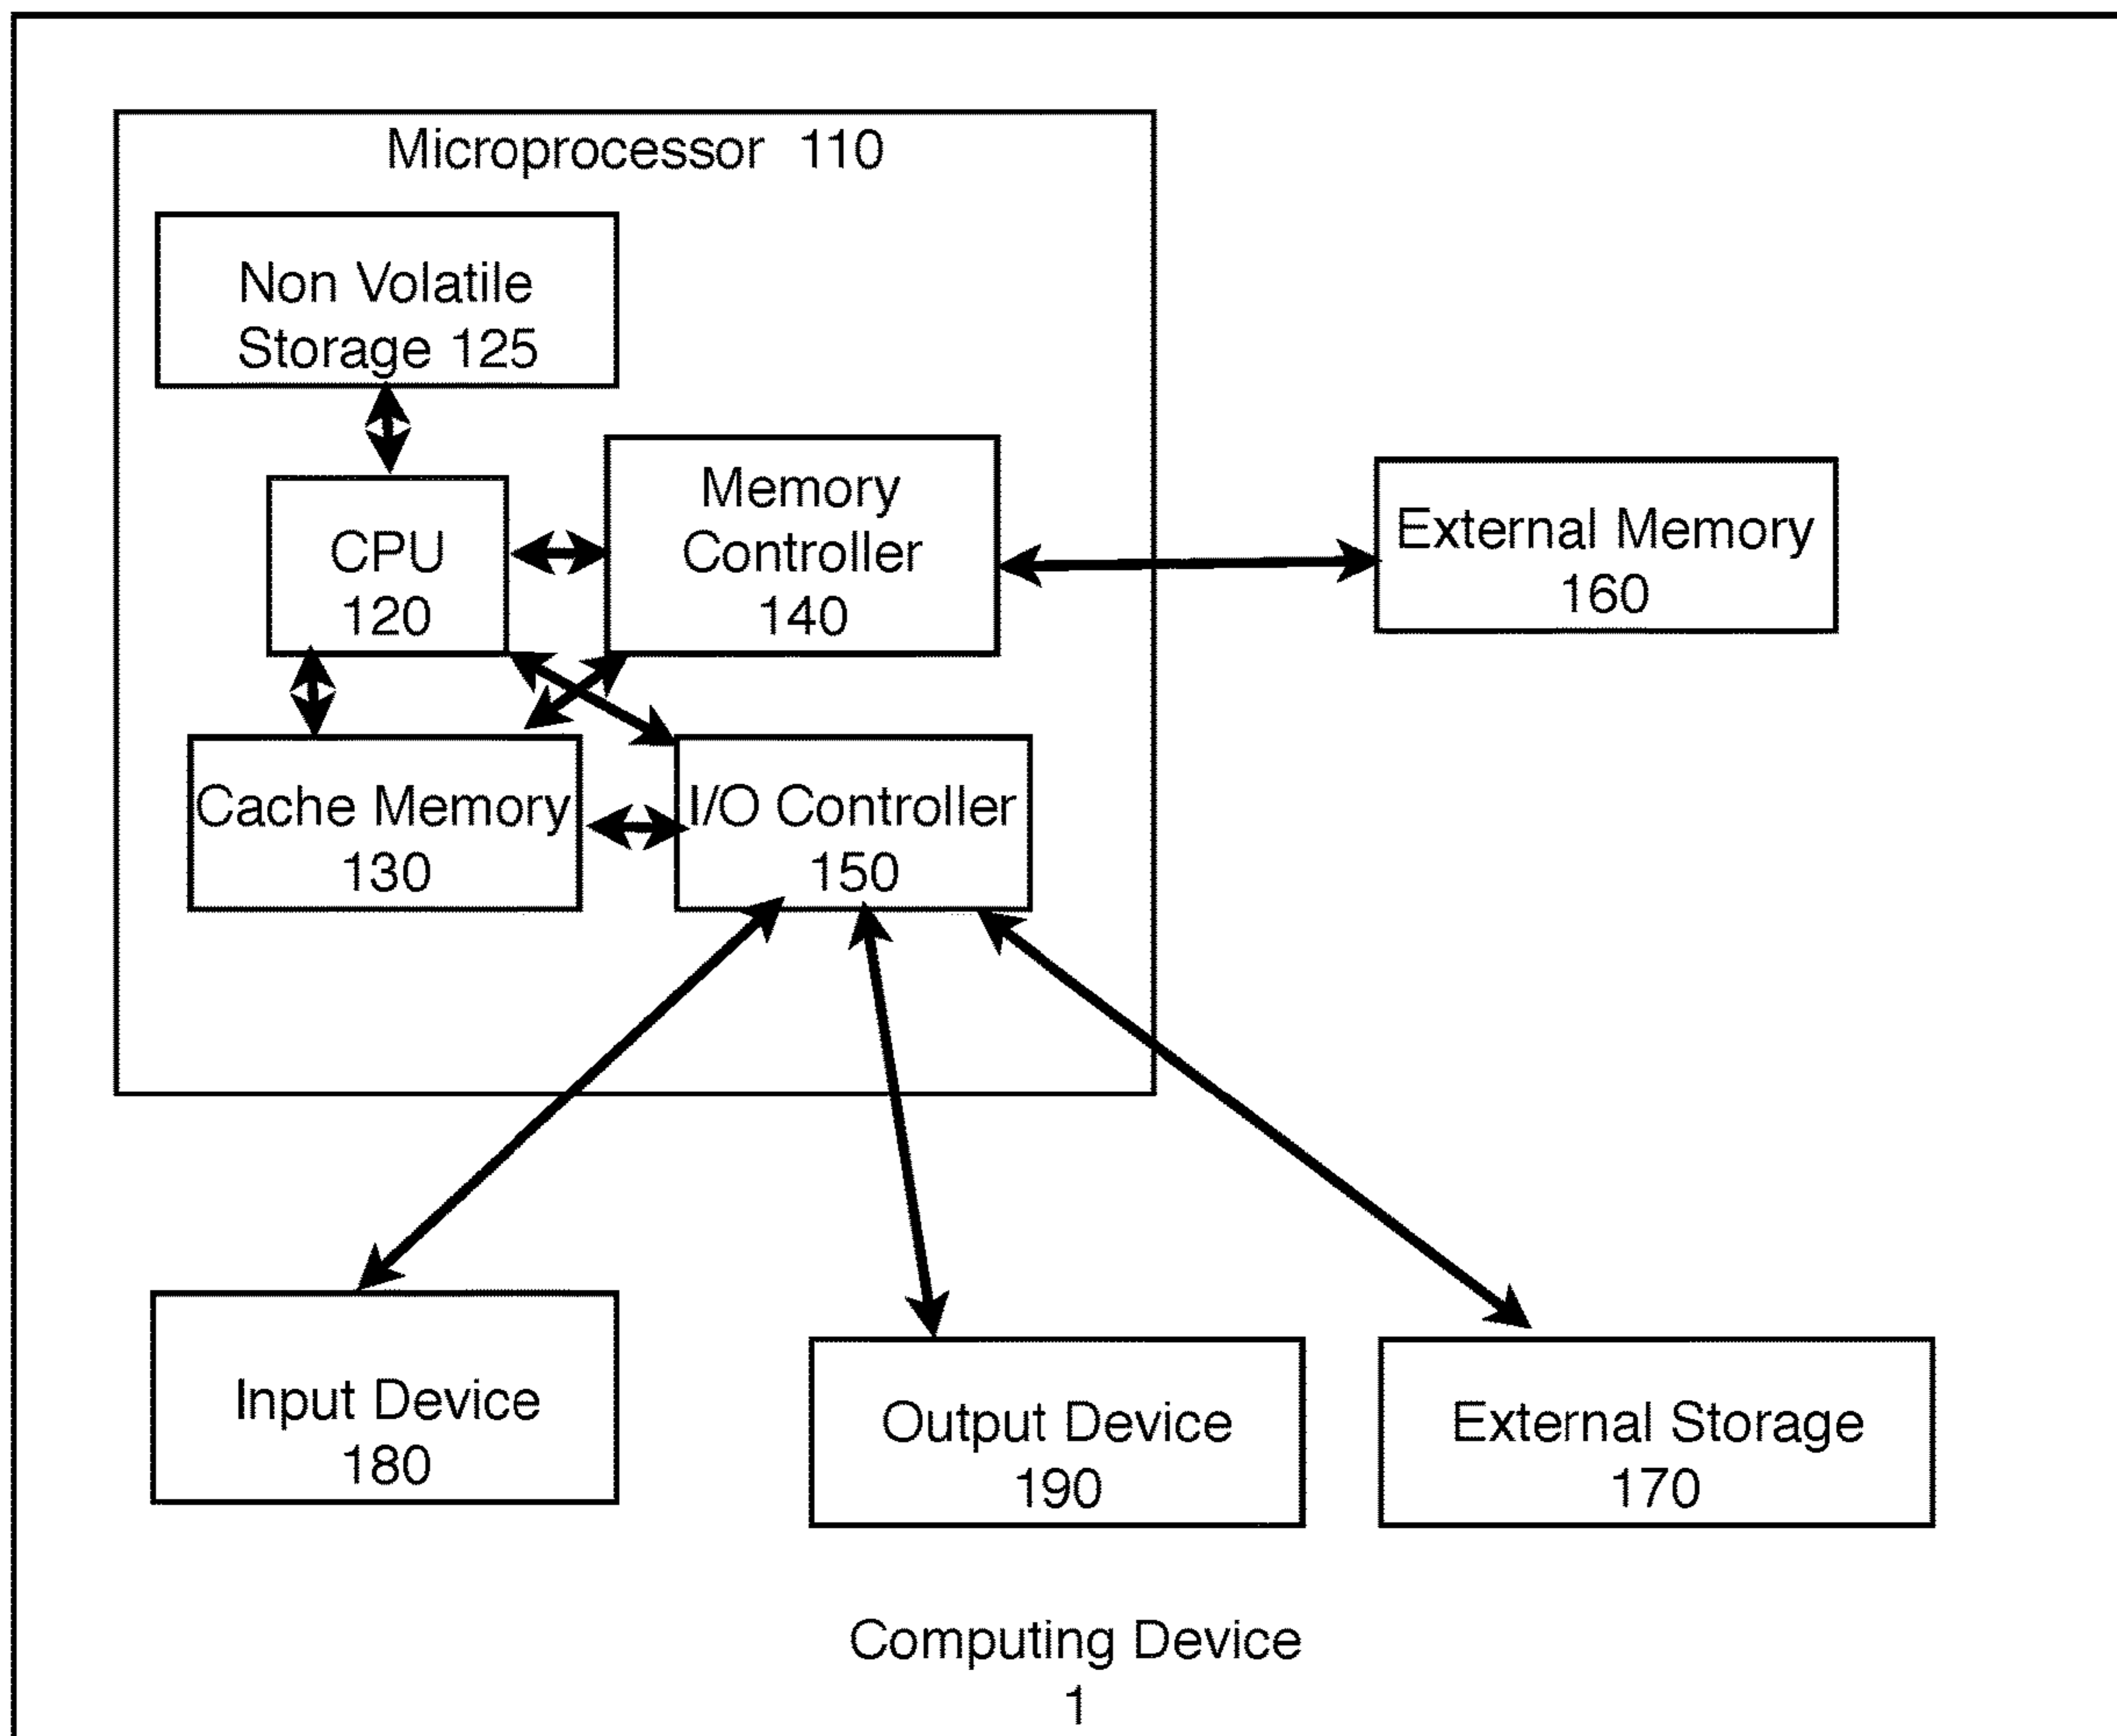 Microprocessor 110
Non Volatile
Storage 125
CPU
120
Memory
Controller
140
External Memory
160
Cache Memory
130
I/O Controller
150
Input Device
180
Output Device
190
External Storage
170
Computing Device
1